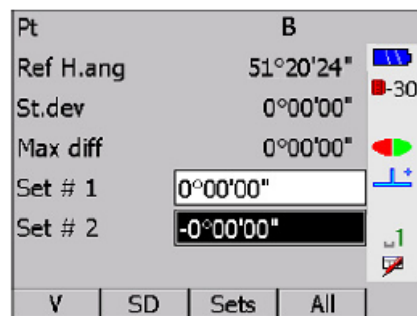 Pt B
Ref H.ang 51°20'24"
St.dev 0°00'00"
Max diff 0°00'00"
Set # 1 0°00'00"
Set # 2 -0°00'00"
-30
1
V SD Sets All